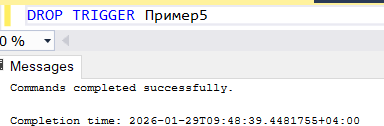 DROP TRIGGER Пример5
0 %
Messages
Commands completed successfully.
Completion time: 2026-01-29T09:48:39.4481755+04:00